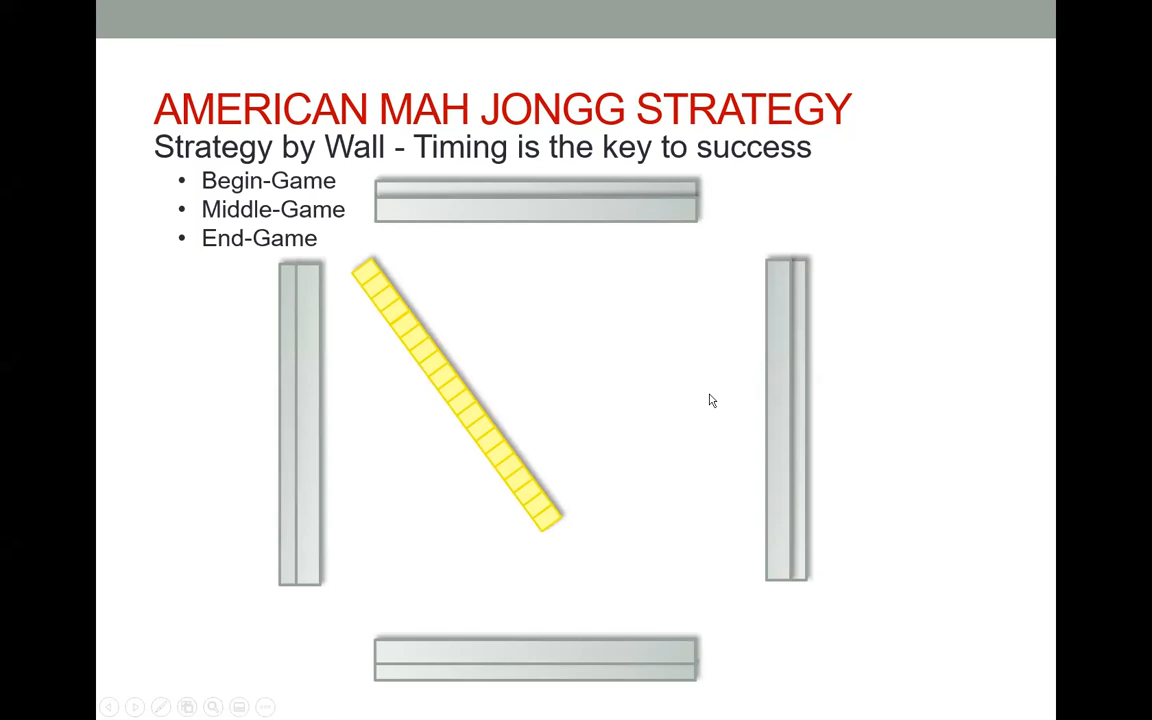 AMERICAN MAH JONGG STRATEGY
Strategy by Wall - Timing is the key to success
• Begin-Game
• Middle-Game
• End-Game